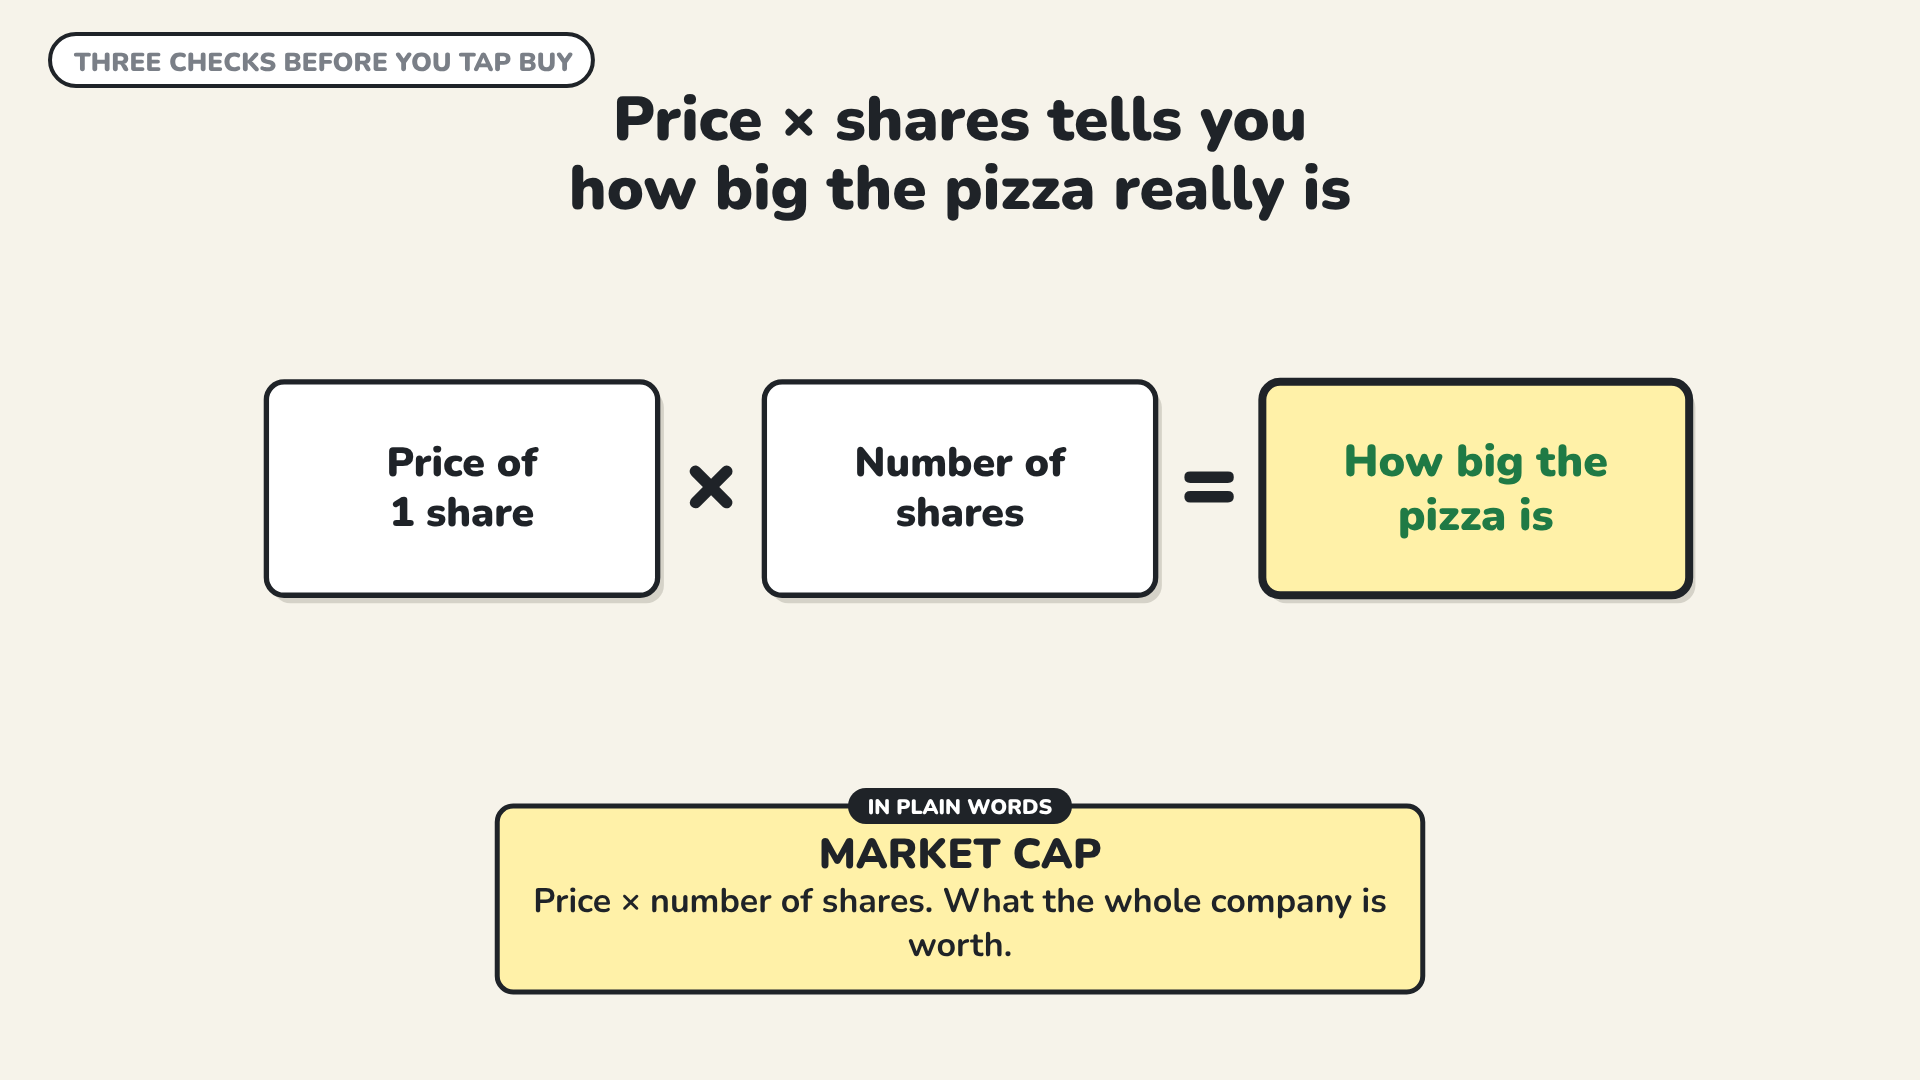 THREE CHECKS BEFORE YOU TAP BUY
Price × shares tells you
how big the pizza really is
Price of
1 share
×
Number of
shares
=
How big the
pizza is
IN PLAIN WORDS
MARKET CAP
Price × number of shares. What the whole company is
worth.